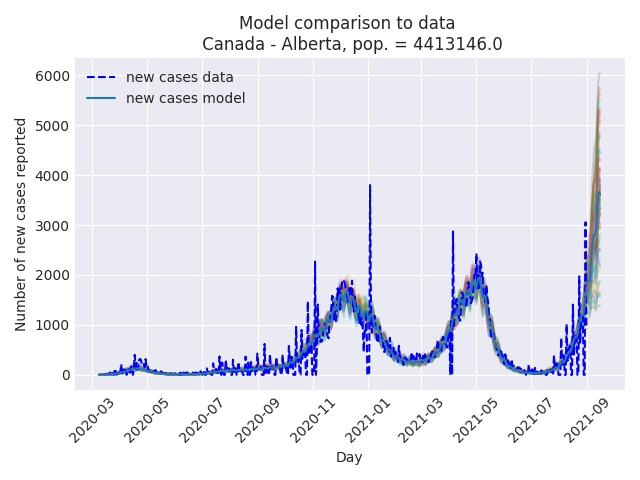 Model comparison to data
Canada - Alberta, pop. = 4413146.0
new cases data
new cases model
Number of new cases reported
6000
5000
4000
3000
2000
1000
0
2020-03
2020-05
2020-07
2020-09
2020-11
2021-01
2021-03
2021-05
2021-07
2021-09
Day